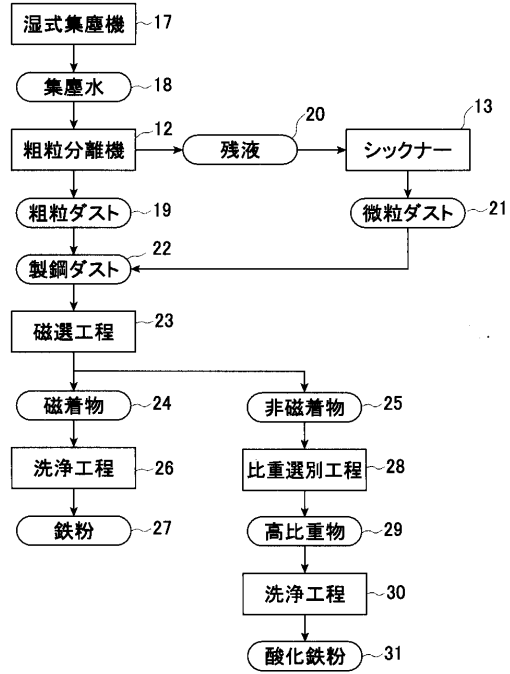 湿式集塵機 17
集塵水 18
粗粒分離機 12
残液 20
シックナー 13
粗粒ダスト 19
微粒ダスト 21
製鋼ダスト 22
磁選工程 23
磁着物 24
非磁着物 25
洗浄工程 26
比重選別工程 28
鉄粉 27
高比重物 29
洗浄工程 30
酸化鉄粉 31